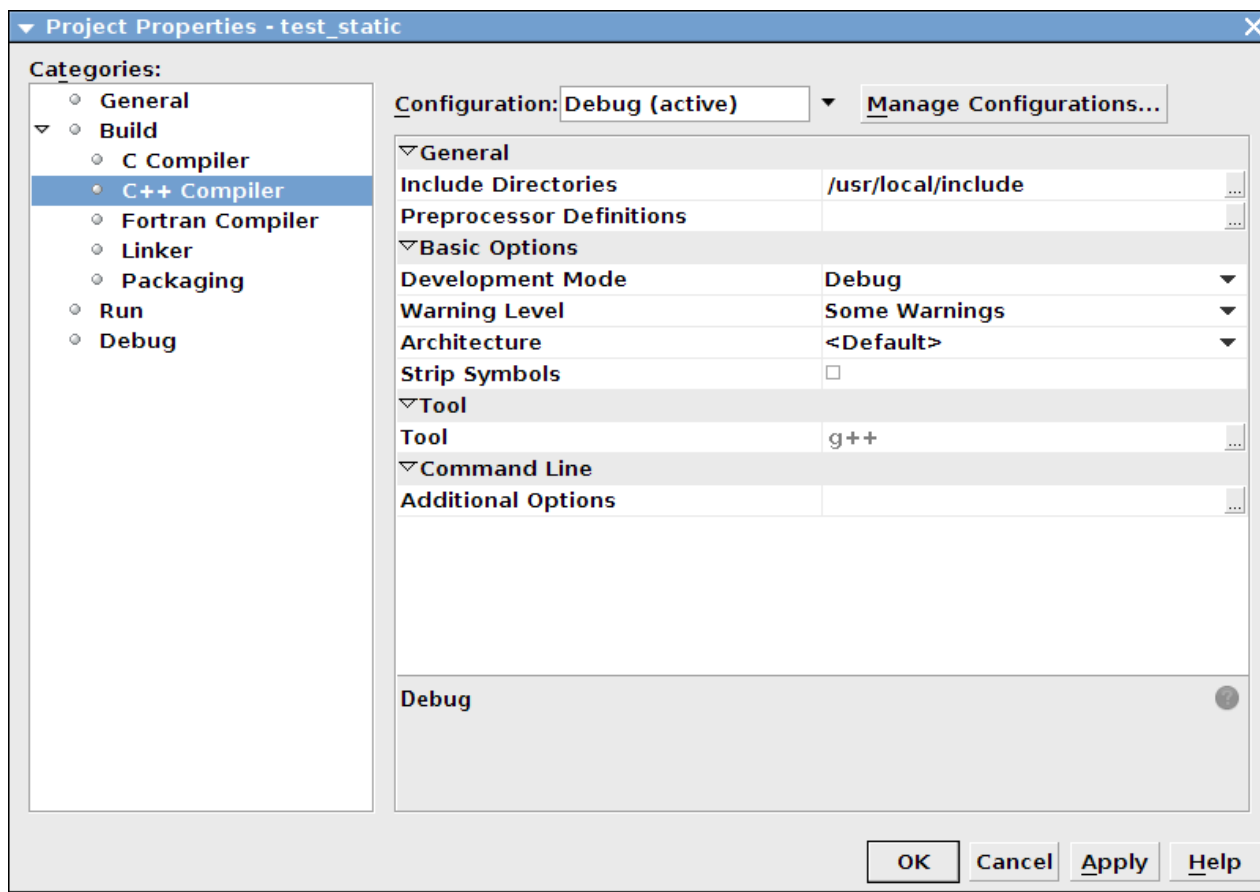 Project Properties - test_static
Categories:
General
Build
C Compiler
C++ Compiler
Fortran Compiler
Linker
Packaging
Run
Debug
Configuration: Debug (active) Manage Configurations...
General
Include Directories /usr/local/include ...
Preprocessor Definitions ...
Basic Options
Development Mode Debug
Warning Level Some Warnings
Architecture <Default>
Strip Symbols
Tool
Tool g++ ...
Command Line
Additional Options ...
Debug ?
OK Cancel Apply Help